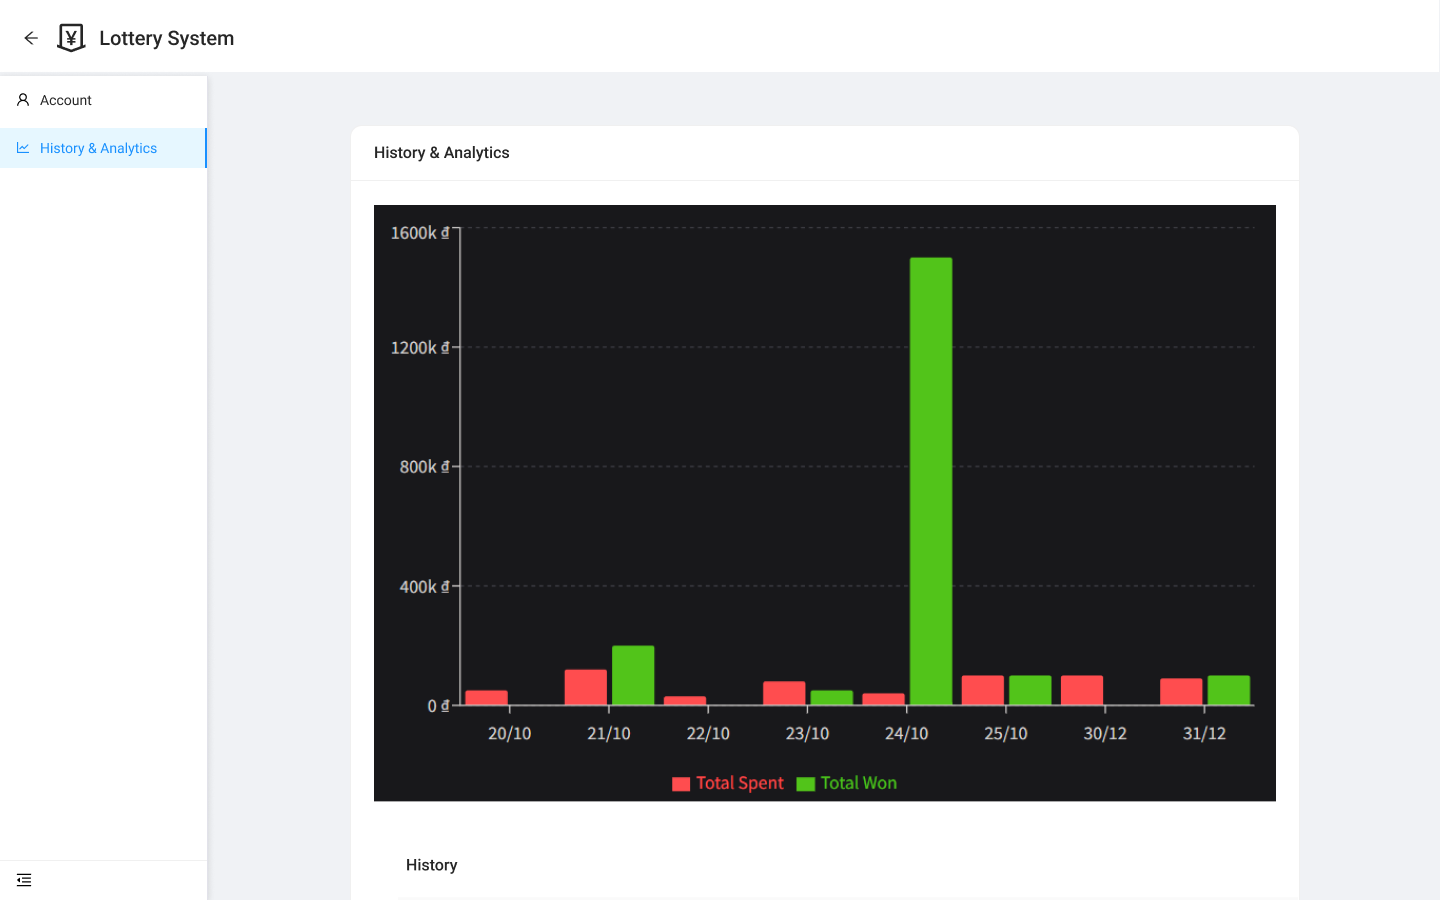 Lottery System
Account
History & Analytics
History & Analytics
1600k ₫
1200k ₫
800k ₫
400k ₫
0 ₫
20/10 21/10 22/10 23/10 24/10 25/10 30/12 31/12
Total Spent Total Won
History